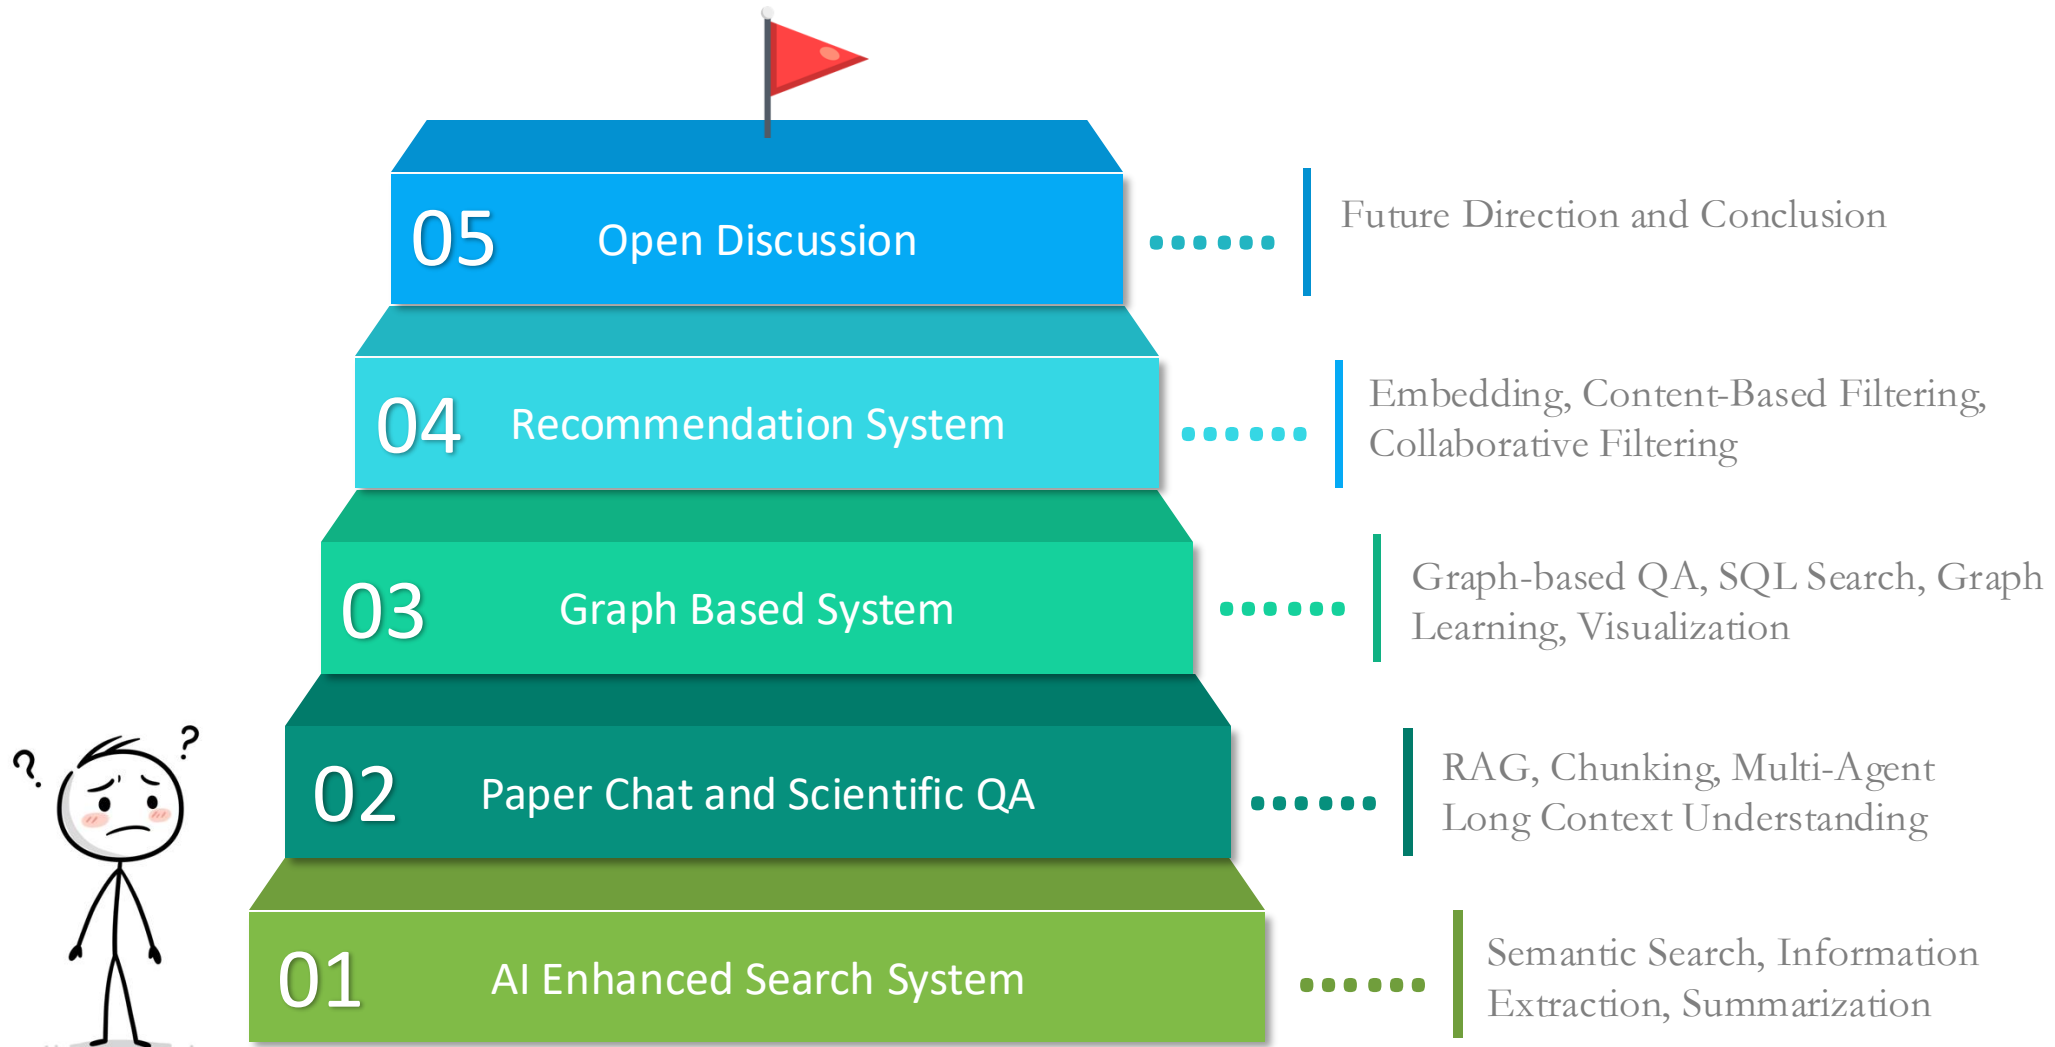 05
Open Discussion
Future Direction and Conclusion
04
Recommendation System
Embedding, Content-Based Filtering,
Collaborative Filtering
03
Graph Based System
Graph-based QA, SQL Search, Graph
Learning, Visualization
02
Paper Chat and Scientific QA
RAG, Chunking, Multi-Agent
Long Context Understanding
01
AI Enhanced Search System
Semantic Search, Information
Extraction, Summarization
? ?